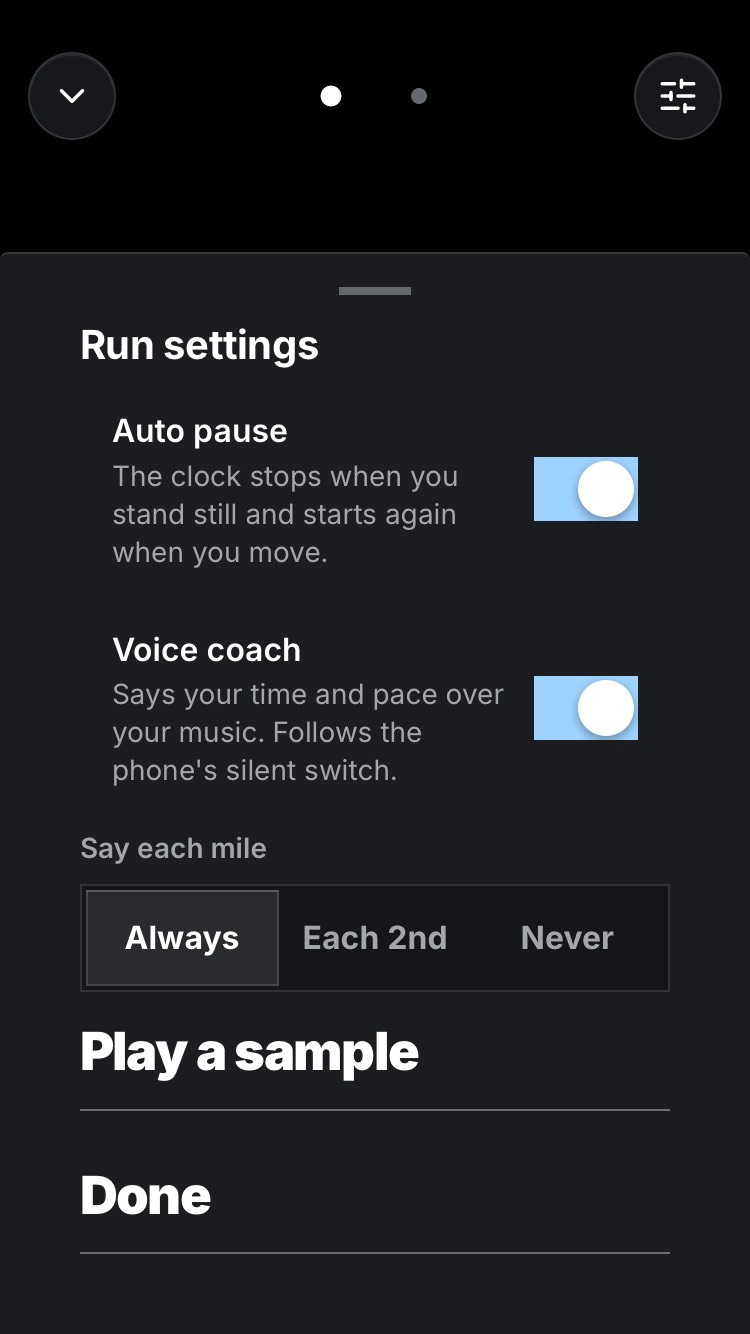 Run settings
Auto pause
The clock stops when you
stand still and starts again
when you move.
Voice coach
Says your time and pace over
your music. Follows the
phone's silent switch.
Say each mile
Always
Each 2nd
Never
Play a sample
Done